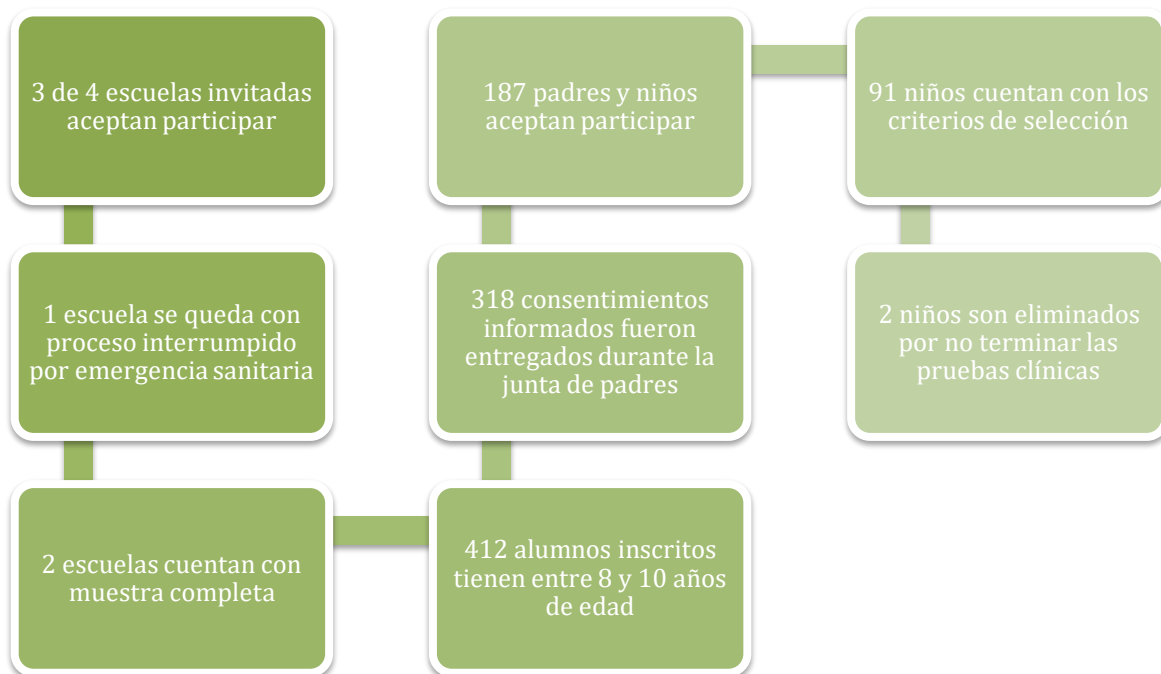 3 de 4 escuelas invitadas
aceptan participar
1 escuela se queda con
proceso interrumpido
por emergencia sanitaria
2 escuelas cuentan con
muestra completa
412 alumnos inscritos
tienen entre 8 y 10 años
de edad
318 consentimientos
informados fueron
entregados durante la
junta de padres
187 padres y niños
aceptan participar
91 niños cuentan con los
criterios de selección
2 niños son eliminados
por no terminar las
pruebas clínicas